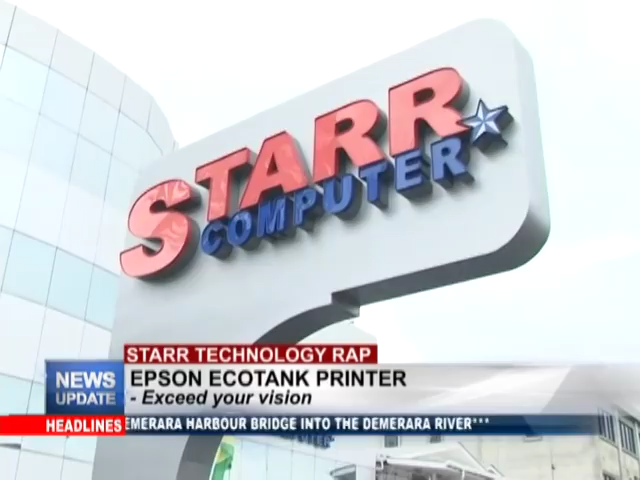 STARR
COMPUTER
STARR TECHNOLOGY RAP
NEWS
UPDATE
EPSON ECOTANK PRINTER
- Exceed your vision
HEADLINES
EMERARA HARBOUR BRIDGE INTO THE DEMERARA RIVER***